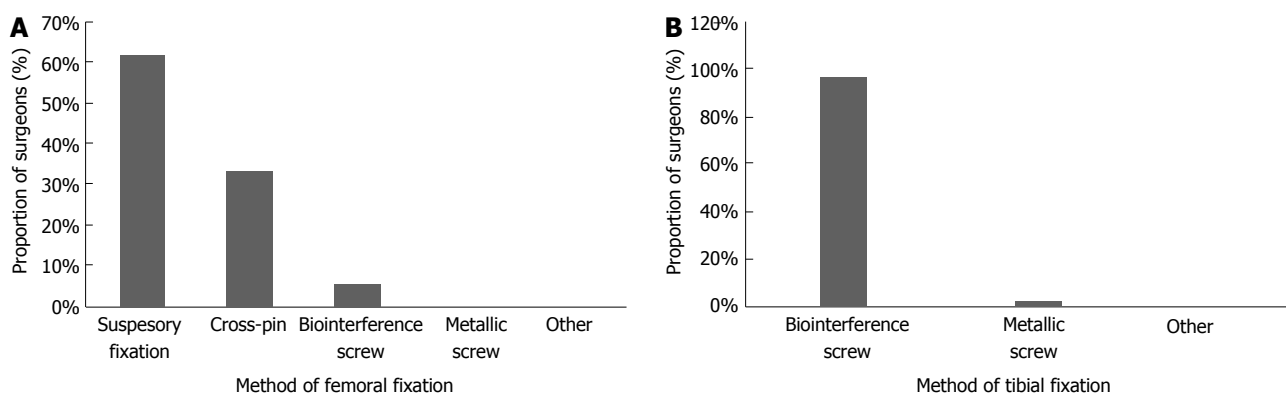 A
Proportion of surgeons (%)
70%
60%
50%
40%
30%
20%
10%
0%
Suspesory
fixation
Cross-pin
Biointerference
screw
Metallic
screw
Other
Method of femoral fixation
B
Proportion of surgeons (%)
120%
100%
80%
60%
40%
20%
0%
Biointerference
screw
Metallic
screw
Other
Method of tibial fixation